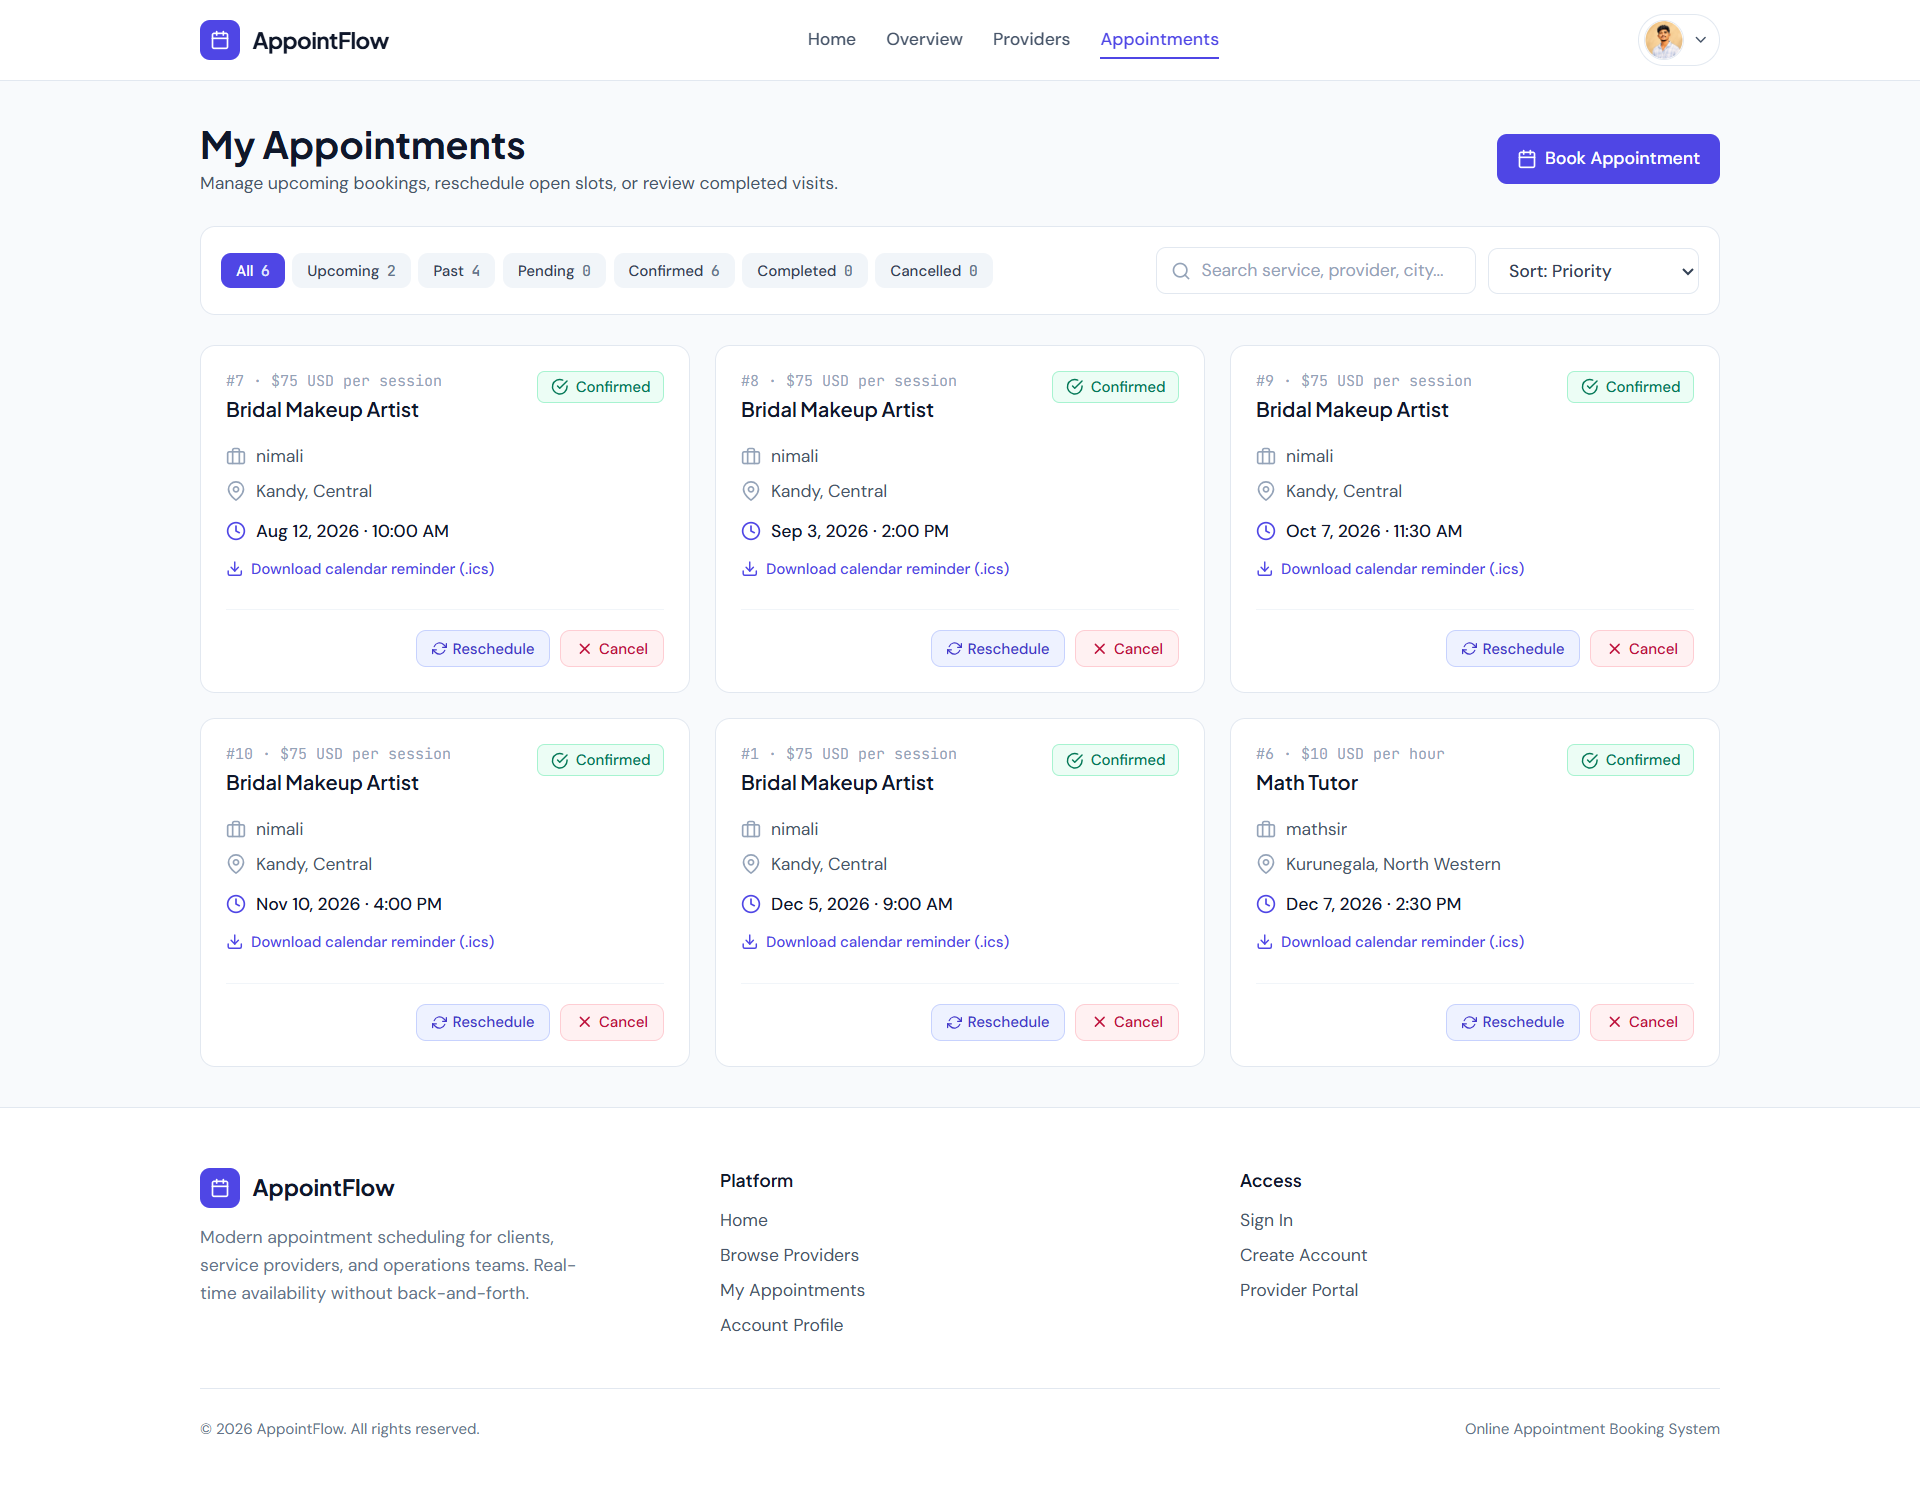 AppointFlow
Home
Overview
Providers
Appointments
My Appointments
Manage upcoming bookings, reschedule open slots, or review completed visits.
Book Appointment
All 6
Upcoming 2
Past 4
Pending 0
Confirmed 6
Completed 0
Cancelled 0
Search service, provider, city...
Sort: Priority
#7 · $75 USD per session
Confirmed
Bridal Makeup Artist
nimali
Kandy, Central
Aug 12, 2026 · 10:00 AM
Download calendar reminder (.ics)
Reschedule
Cancel
#8 · $75 USD per session
Confirmed
Bridal Makeup Artist
nimali
Kandy, Central
Sep 3, 2026 · 2:00 PM
Download calendar reminder (.ics)
Reschedule
Cancel
#9 · $75 USD per session
Confirmed
Bridal Makeup Artist
nimali
Kandy, Central
Oct 7, 2026 · 11:30 AM
Download calendar reminder (.ics)
Reschedule
Cancel
#10 · $75 USD per session
Confirmed
Bridal Makeup Artist
nimali
Kandy, Central
Nov 10, 2026 · 4:00 PM
Download calendar reminder (.ics)
Reschedule
Cancel
#1 · $75 USD per session
Confirmed
Bridal Makeup Artist
nimali
Kandy, Central
Dec 5, 2026 · 9:00 AM
Download calendar reminder (.ics)
Reschedule
Cancel
#6 · $10 USD per hour
Confirmed
Math Tutor
mathsir
Kurunegala, North Western
Dec 7, 2026 · 2:30 PM
Download calendar reminder (.ics)
Reschedule
Cancel
AppointFlow
Modern appointment scheduling for clients,
service providers, and operations teams. Real-
time availability without back-and-forth.
Platform
Home
Browse Providers
My Appointments
Account Profile
Access
Sign In
Create Account
Provider Portal
© 2026 AppointFlow. All rights reserved.
Online Appointment Booking System